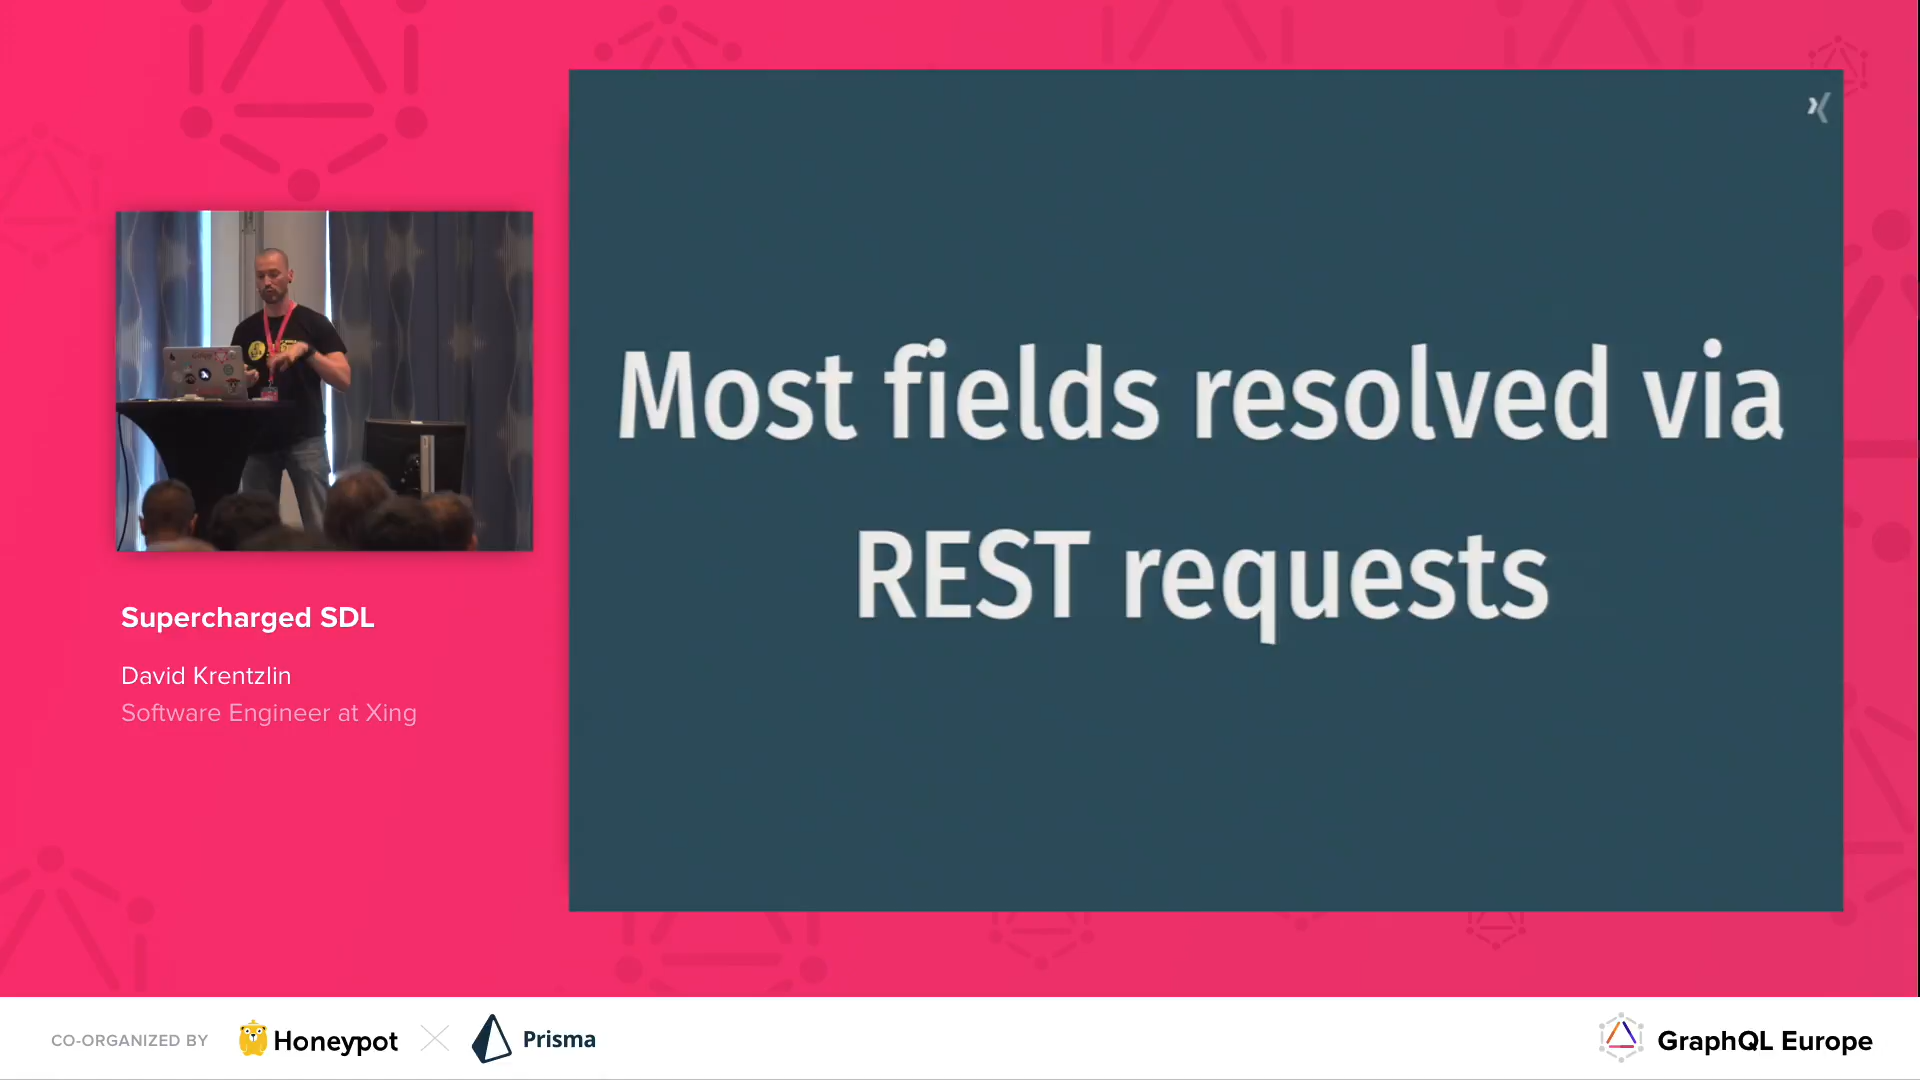 Most fields resolved via
REST requests
Supercharged SDL
David Krentzlin
Software Engineer at Xing
CO-ORGANIZED BY
Honeypot
Prisma
GraphQL Europe